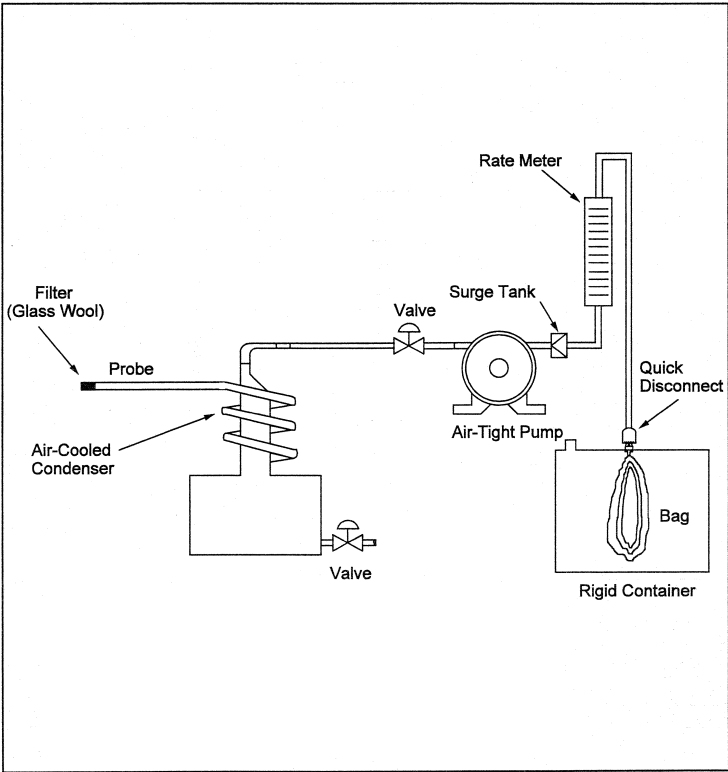 Rate Meter
Filter
(Glass Wool)
Valve
Surge Tank
Probe
Quick
Disconnect
Air-Cooled
Condenser
Air-Tight Pump
Bag
Valve
Rigid Container